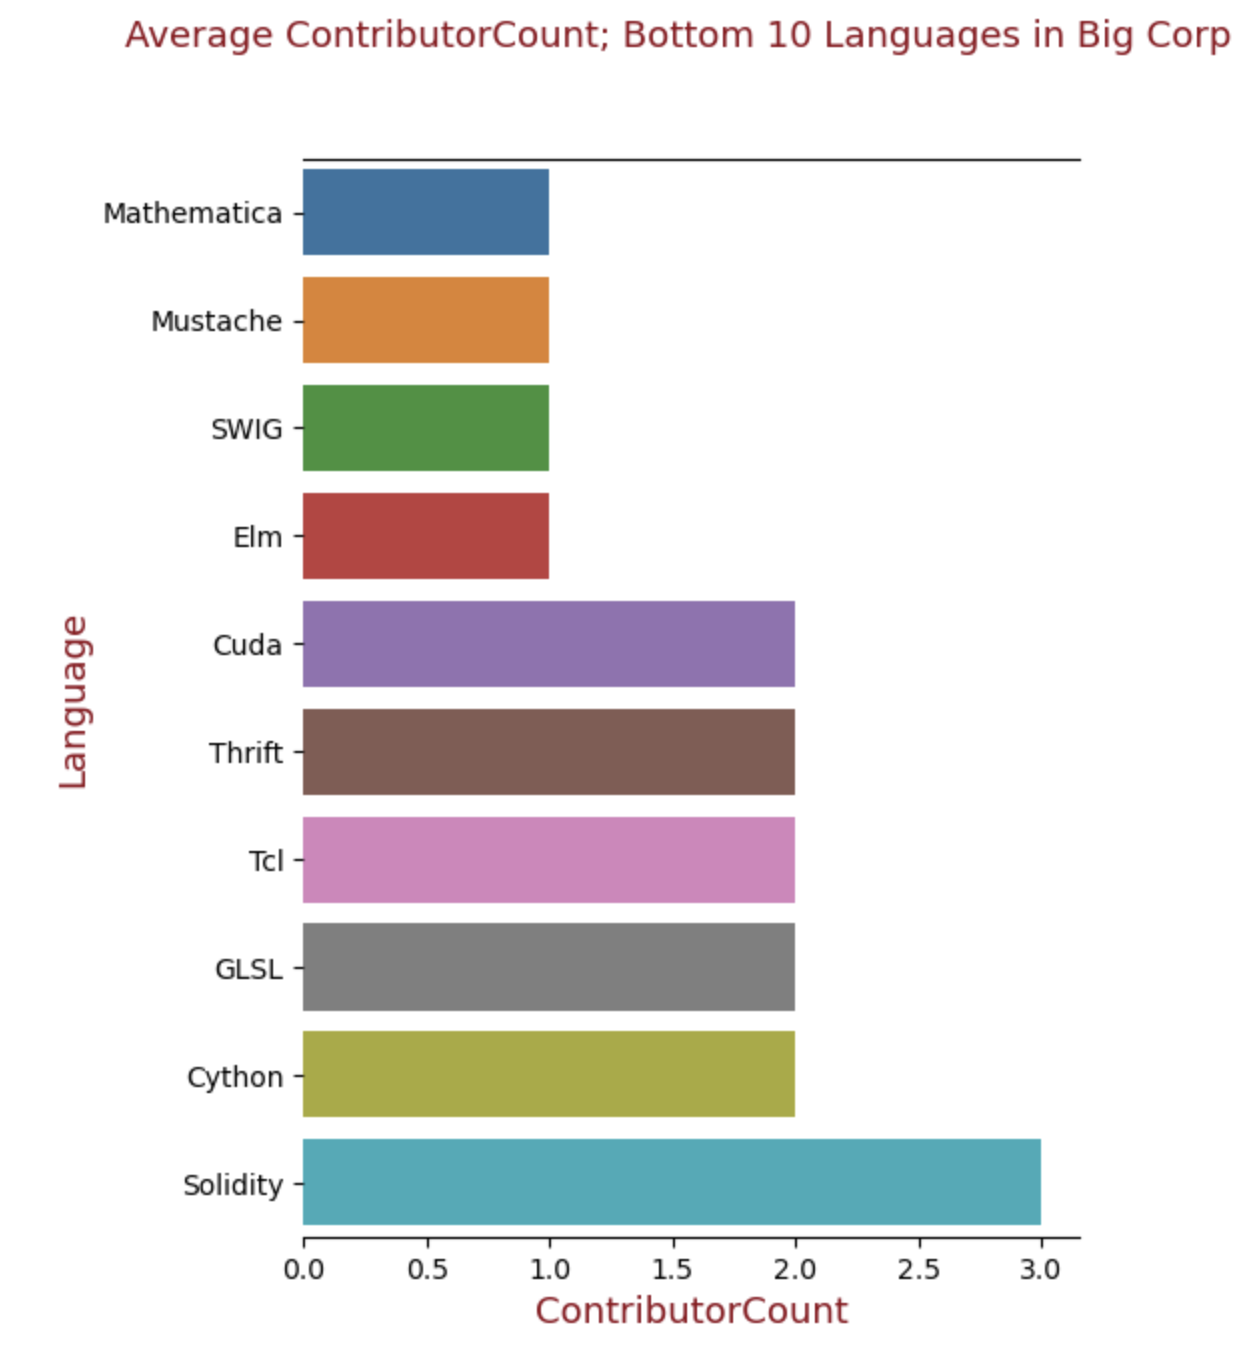 Average ContributorCount; Bottom 10 Languages in Big Corp
Mathematica
Mustache
SWIG
Elm
Cuda
Thrift
Tcl
GLSL
Cython
Solidity
Language
0.0 0.5 1.0 1.5 2.0 2.5 3.0
ContributorCount